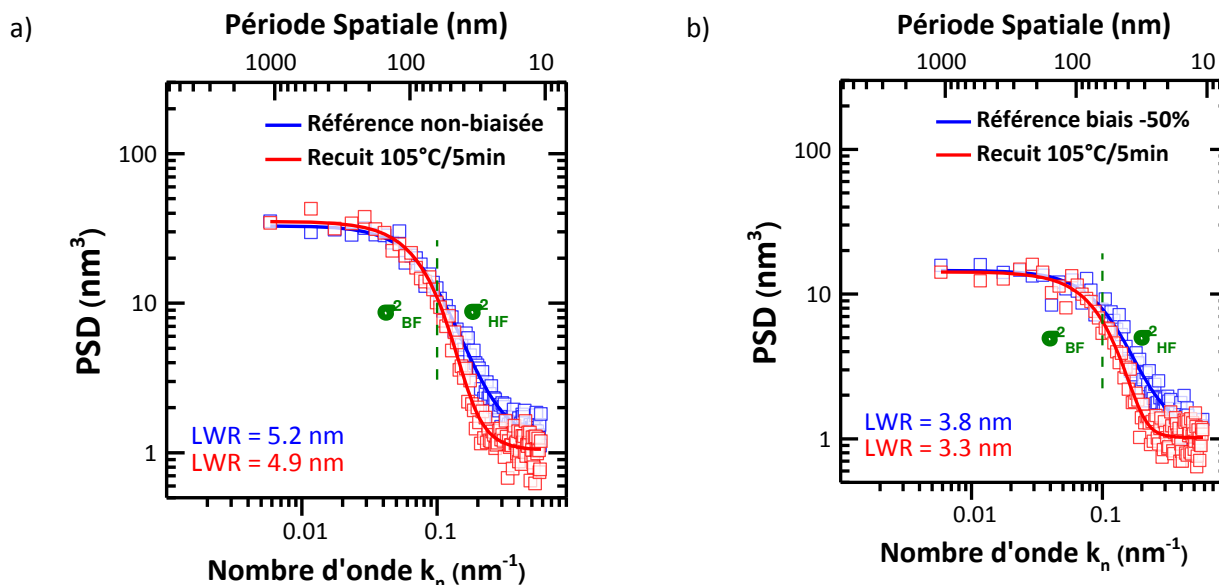 a)
Période Spatiale (nm)
1000 100 10
Référence non-biaisée
Recuit 105°C/5min
100
10
1
PSD (nm³)
σ²BF
σ²HF
LWR = 5.2 nm
LWR = 4.9 nm
0.01 0.1
Nombre d'onde kn (nm⁻¹)
b)
Période Spatiale (nm)
1000 100 10
Référence biais -50%
Recuit 105°C/5min
100
10
1
PSD (nm³)
σ²BF
σ²HF
LWR = 3.8 nm
LWR = 3.3 nm
0.01 0.1
Nombre d'onde kn (nm⁻¹)